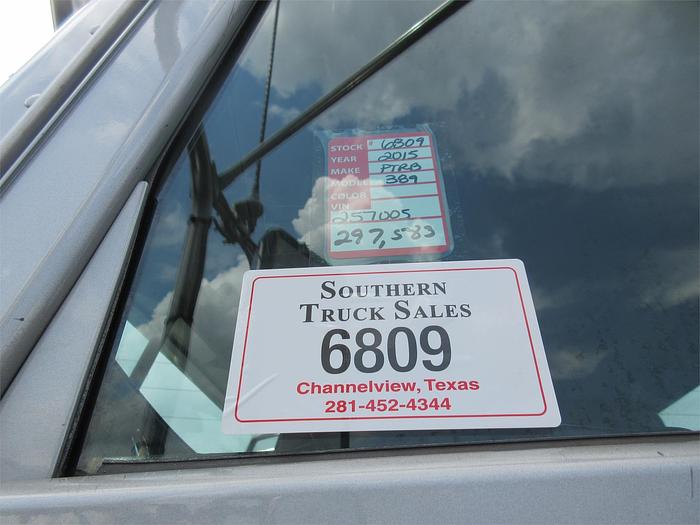 STOCK # 6809
YEAR 2015
MAKE PTRB
MODEL 389
COLOR
VIN
257005
297,583
SOUTHERN
TRUCK SALES
6809
Channelview, Texas
281-452-4344